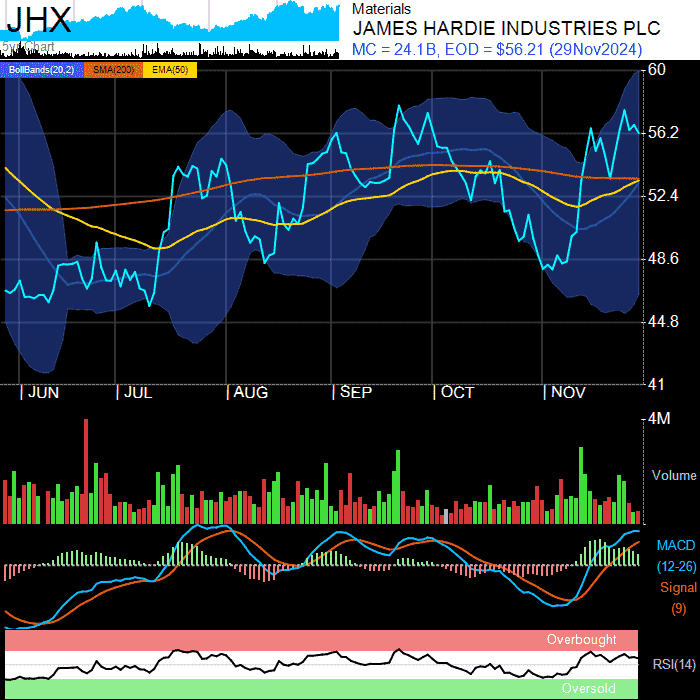 JHX
5yr Chart
Materials
JAMES HARDIE INDUSTRIES PLC
MC = 24.1B, EOD = $56.21 (29Nov2024)
BollBands(20,2) SMA(200) EMA(50)
60
56.2
52.4
48.6
44.8
41
JUN JUL AUG SEP OCT NOV
4M
Volume
MACD
(12-26)
Signal
(9)
Overbought
RSI(14)
Oversold